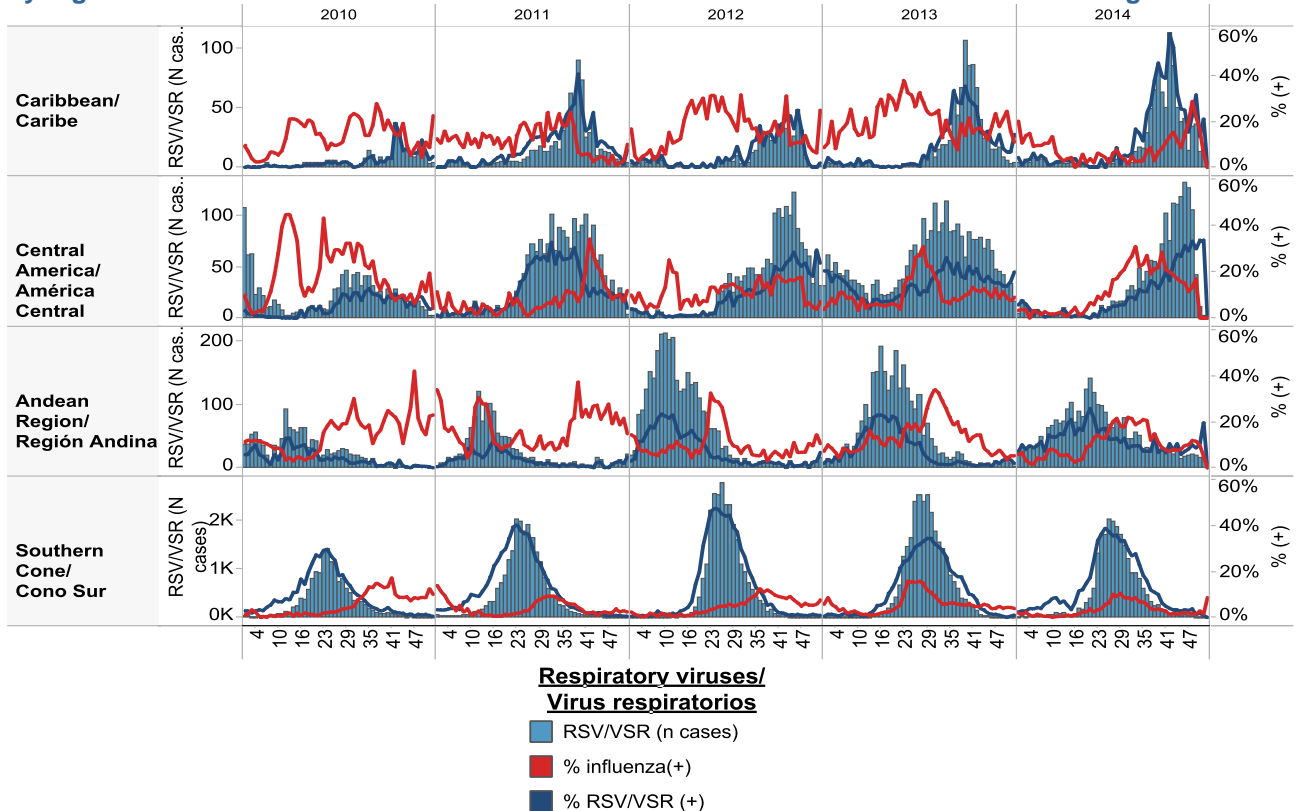 2010 2011 2012 2013 2014
Caribbean/
Caribe
RSV/VSR (N cas..
100
50
0
60%
40%
20%
0%
% (+)
Central
America/
América
Central
RSV/VSR (N cas..
100
50
0
60%
40%
20%
0%
% (+)
Andean
Region/
Región Andina
RSV/VSR (N cas..
200
100
0
60%
40%
20%
0%
% (+)
Southern
Cone/
Cono Sur
RSV/VSR (N
cases)
2K
1K
0K
60%
40%
20%
0%
% (+)
4 10 16 23 29 35 41 47 4 10 16 23 29 35 41 47 4 10 16 23 29 35 41 47 4 10 16 23 29 35 41 47 4 10 16 23 29 35 41 47
Respiratory viruses/
Virus respiratorios
RSV/VSR (n cases)
% influenza(+)
% RSV/VSR (+)